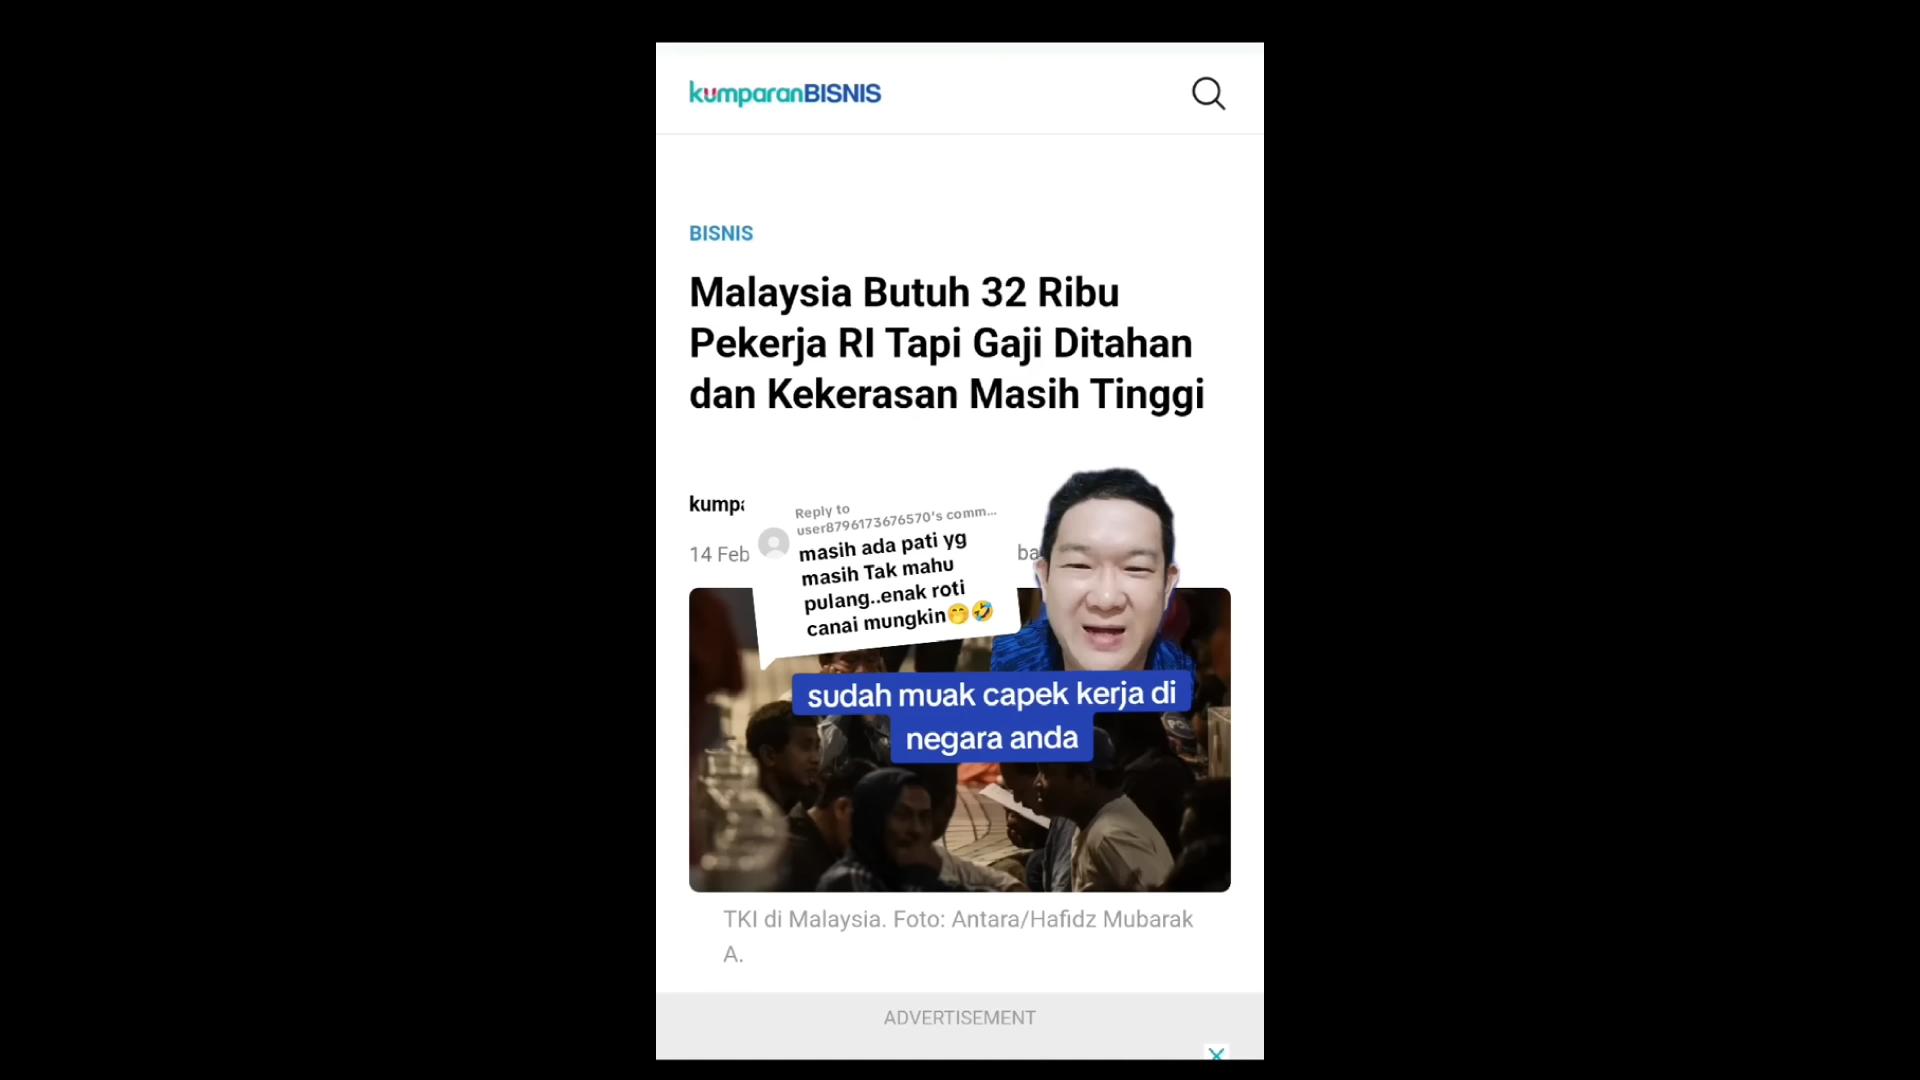 kumparanBISNIS
BISNIS
Malaysia Butuh 32 Ribu
Pekerja RI Tapi Gaji Ditahan
dan Kekerasan Masih Tinggi
14 Feb
Reply to
user8796173676570's comm...
masih ada pati yg
masih Tak mahu
pulang..enak roti
canai mungkin🤭🤣
sudah muak capek kerja di
negara anda
TKI di Malaysia. Foto: Antara/Hafidz Mubarak
A.
ADVERTISEMENT